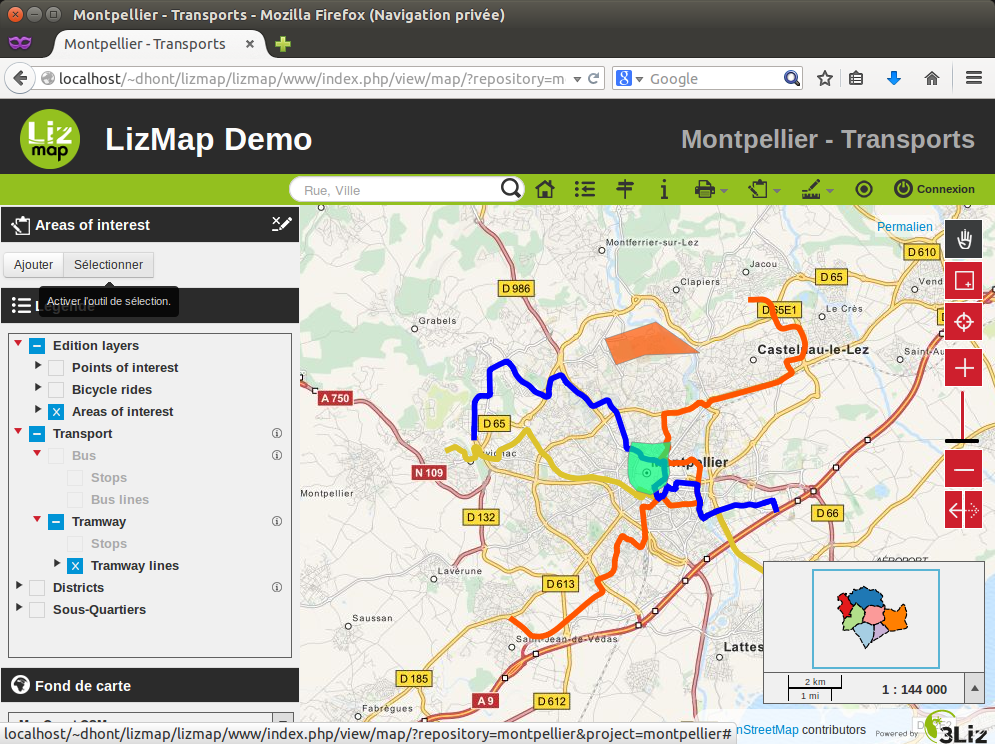 Montpellier - Transports - Mozilla Firefox (Navigation privée)
Montpellier - Transports
localhost/~dhont/lizmap/lizmap/www/index.php/view/map/?repository=m
Google
Liz map
LizMap Demo
Montpellier - Transports
Rue, Ville
Connexion
Areas of interest
Ajouter
Sélectionner
Activer l'outil de sélection.
Edition layers
Points of interest
Bicycle rides
Areas of interest
Transport
Bus
Stops
Bus lines
Tramway
Stops
Tramway lines
Districts
Sous-Quartiers
Fond de carte
Permalien
Montferrier-sur-Lez
D 610
Jacou
D 65
Clapiers
Vend
D 986
D 65E1
Le Crès
Grabels
Castelnau-le-Lez
Saint-Au
A 750
D 65
N 109
Montpellier
Montpellier
D 132
D 66
AÉROPORT
Lavérune
D 613
Saussan
Saint-Jean-de-Védas
Lattes
D 185
A 9
D 612
Fabrègues
2 km
1 mi
1 : 144 000
localhost/~dhont/lizmap/lizmap/www/index.php/view/map/?repository=montpellier&project=montpellier#
nStreetMap contributors
Powered by
3Liz